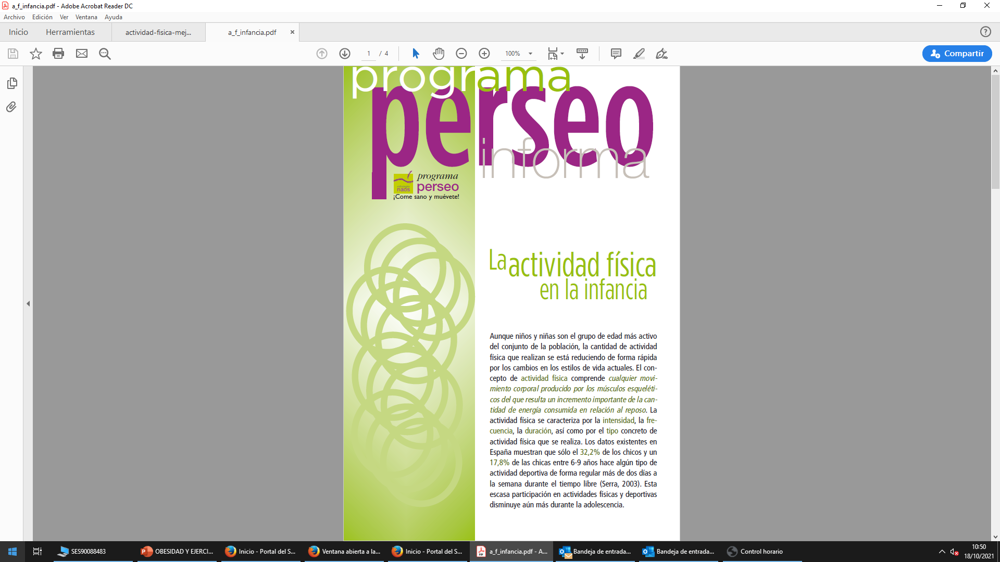 a_f_infancia.pdf - Adobe Acrobat Reader DC
Archivo Edición Ver Ventana Ayuda
Inicio Herramientas actividad-fisica-mej... a_f_infancia.pdf
1 / 4 100% Compartir
programa
perseo
informa
estrategia
naos
programa
perseo
¡Come sano y muévete!
La actividad física
en la infancia
Aunque niños y niñas son el grupo de edad más activo
del conjunto de la población, la cantidad de actividad
física que realizan se está reduciendo de forma rápida
por los cambios en los estilos de vida actuales. El con-
cepto de actividad física comprende cualquier movi-
miento corporal producido por los músculos esqueléti-
cos del que resulta un incremento importante de la can-
tidad de energía consumida en relación al reposo. La
actividad física se caracteriza por la intensidad, la fre-
cuencia, la duración, así como por el tipo concreto de
actividad física que se realiza. Los datos existentes en
España muestran que sólo el 32,2% de los chicos y un
17,8% de las chicas entre 6-9 años hace algún tipo de
actividad deportiva de forma regular más de dos días a
la semana durante el tiempo libre (Serra, 2003). Esta
escasa participación en actividades físicas y deportivas
disminuye aún más durante la adolescencia.
SES90088483 OBESIDAD Y EJERCI... Inicio - Portal del S... Ventana abierta a la... Inicio - Portal del S... a_f_infancia.pdf - A... Bandeja de entrada... Bandeja de entrada... Control horario
10:50
18/10/2021